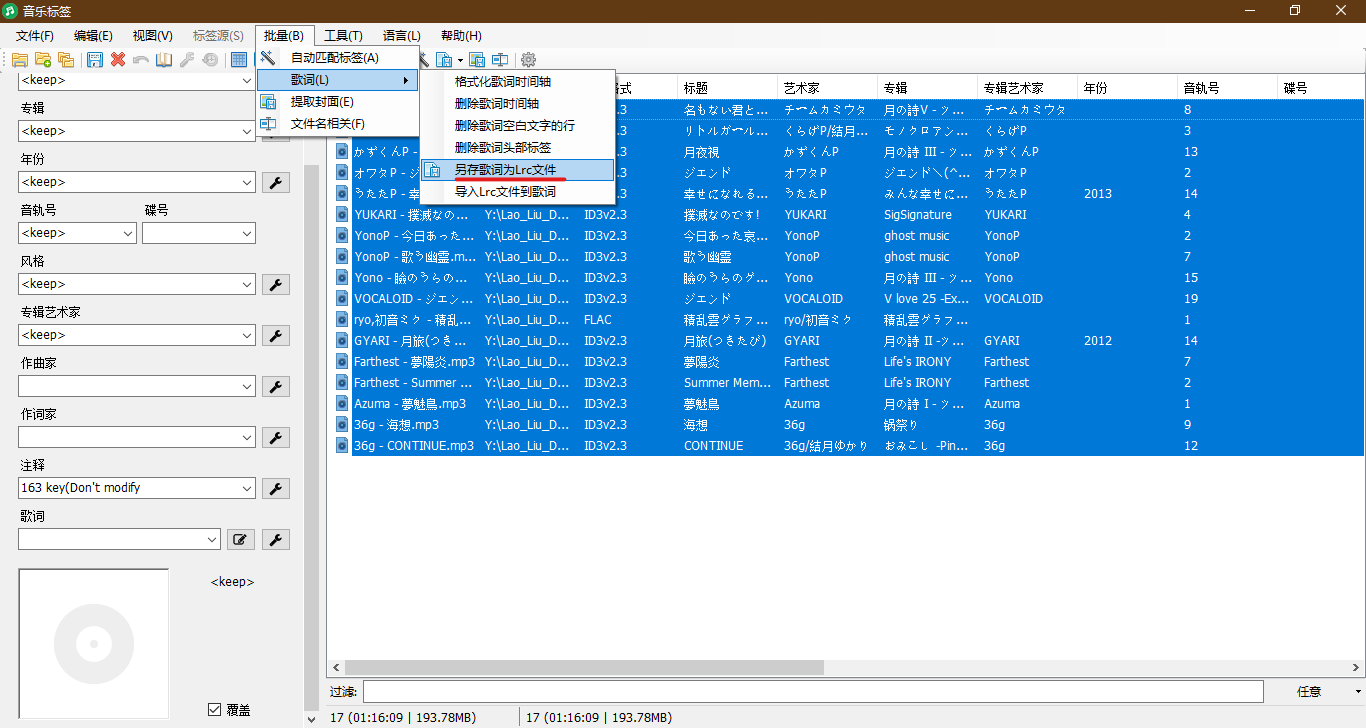 音乐标签
文件(F) 编辑(E) 视图(V) 标签源(S) 批量(B) 工具(T) 语言(L) 帮助(H)
自动匹配标签(A)
歌词(L)
提取封面(E)
文件名相关(F)
格式化歌词时间轴
删除歌词时间轴
删除歌词空白文字的行
删除歌词头部标签
另存歌词为Lrc文件
导入Lrc文件到歌词
<keep>
专辑
<keep>
年份
<keep>
音轨号 碟号
<keep>
风格
<keep>
专辑艺术家
<keep>
作曲家
作词家
注释
163 key(Don't modify
歌词
<keep>
覆盖
式 标题 艺术家 专辑 专辑艺术家 年份 音轨号 碟号
.3 名もない君と... チームカミウタ 月の詩V - ッ... チームカミウタ 8
.3 リトルガール... くらげP/結月... モノクロアン... くらげP 3
かずくんP - .3 月夜視 かずくんP 月の詩 III - ッ... かずくんP 13
オワタP - ジ .3 ジエンド オワタP ジエンド＼(^... オワタP 2
うたたP - 幸 .3 幸せになれる... うたたP みんな幸せに... うたたP 2013 14
YUKARI - 撲滅なの... Y:\Lao_Liu_D... ID3v2.3 撲滅なのです! YUKARI SigSignature YUKARI 4
YonoP - 今日あった... Y:\Lao_Liu_D... ID3v2.3 今日あった哀... YonoP ghost music YonoP 2
YonoP - 歌う幽霊.m... Y:\Lao_Liu_D... ID3v2.3 歌う幽霊 YonoP ghost music YonoP 7
Yono - 瞼のうらの... Y:\Lao_Liu_D... ID3v2.3 瞼のうらのグ... Yono 月の詩 III - ッ... Yono 15
VOCALOID - ジエン... Y:\Lao_Liu_D... ID3v2.3 ジエンド VOCALOID V love 25 -Ex... VOCALOID 19
ryo,初音ミク - 積乱... Y:\Lao_Liu_D... FLAC 積乱雲グラフ... ryo/初音ミク 積乱雲グラフ... 1
GYARI - 月旅(つき... Y:\Lao_Liu_D... ID3v2.3 月旅(つきたび) GYARI 月の詩 II -ッ... GYARI 2012 14
Farthest - 夢陽炎.mp3 Y:\Lao_Liu_D... ID3v2.3 夢陽炎 Farthest Life's IRONY Farthest 7
Farthest - Summer ... Y:\Lao_Liu_D... ID3v2.3 Summer Mem... Farthest Life's IRONY Farthest 2
Azuma - 夢魅鳥.mp3 Y:\Lao_Liu_D... ID3v2.3 夢魅鳥 Azuma 月の詩 I - ッ... Azuma 1
36g - 海想.mp3 Y:\Lao_Liu_D... ID3v2.3 海想 36g 鍋祭り 36g 9
36g - CONTINUE.mp3 Y:\Lao_Liu_D... ID3v2.3 CONTINUE 36g/結月ゆかり おみこし -Pin... 36g 12
过滤: 任意
17 (01:16:09 | 193.78MB) 17 (01:16:09 | 193.78MB)